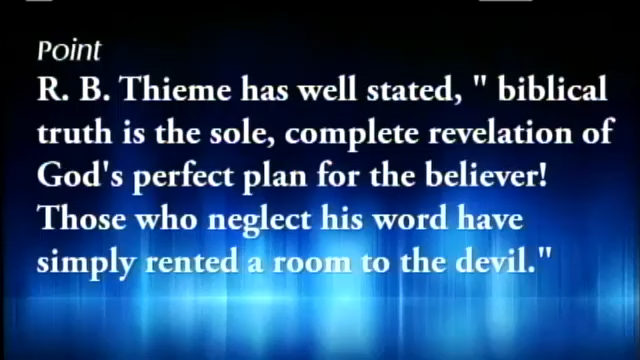 Point
R. B. Thieme has well stated, " biblical
truth is the sole, complete revelation of
God's perfect plan for the believer!
Those who neglect his word have
simply rented a room to the devil."